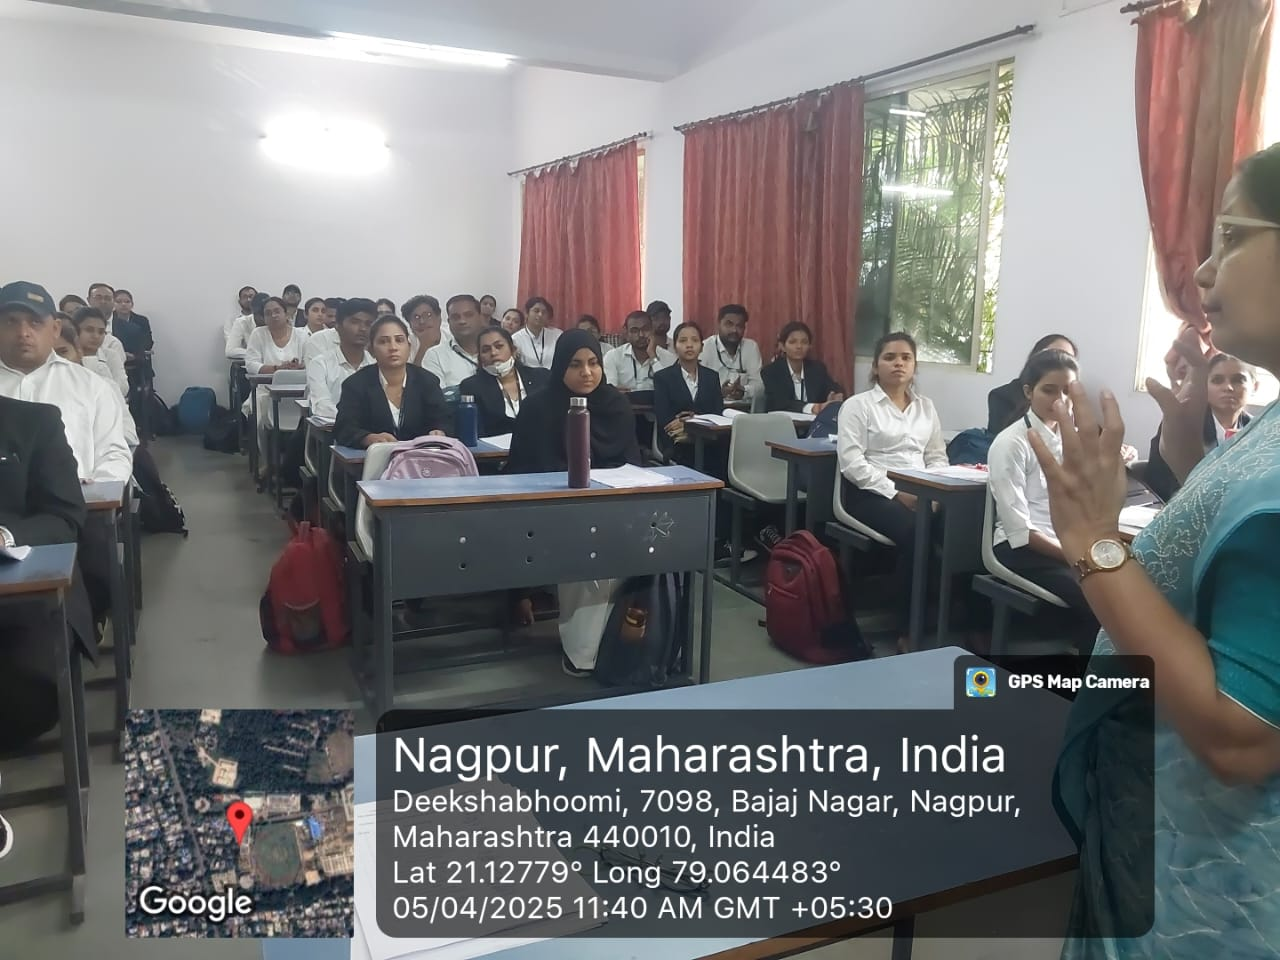 GPS Map Camera
Nagpur, Maharashtra, India
Deekshabhoomi, 7098, Bajaj Nagar, Nagpur,
Maharashtra 440010, India
Lat 21.12779° Long 79.064483°
05/04/2025 11:40 AM GMT +05:30
Google